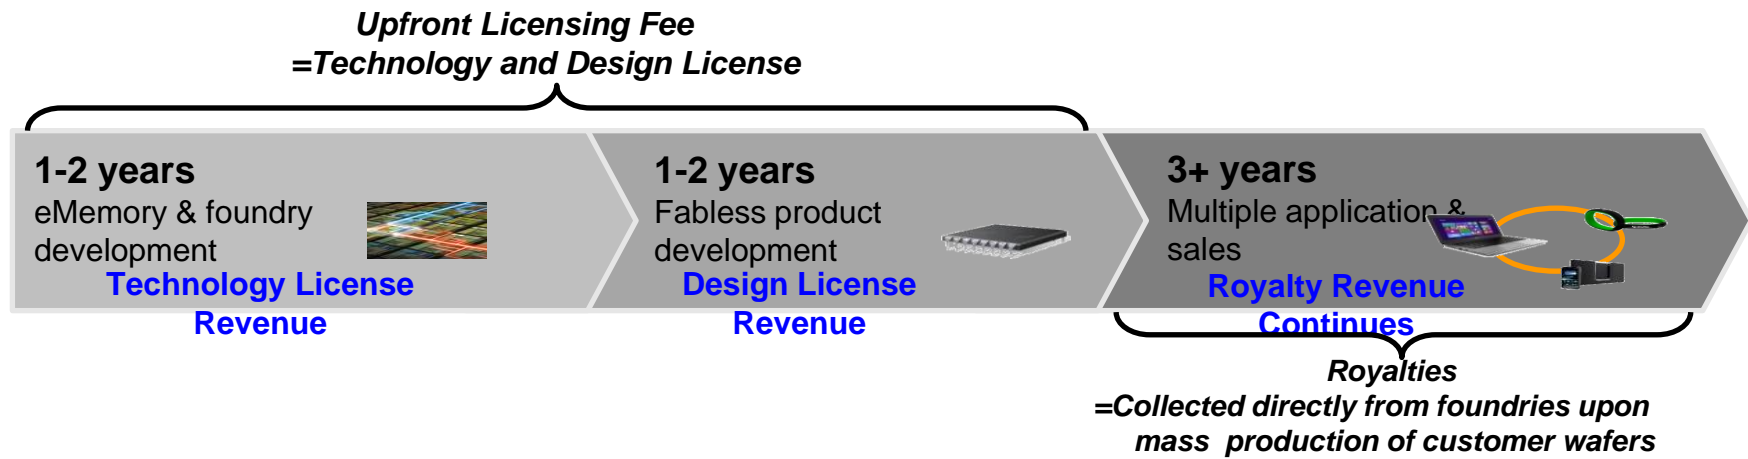 Upfront Licensing Fee
=Technology and Design License
1-2 years
eMemory & foundry
development
Technology License
Revenue
1-2 years
Fabless product
development
Design License
Revenue
3+ years
Multiple application &
sales
Royalty Revenue
Continues
Royalties
=Collected directly from foundries upon
mass production of customer wafers